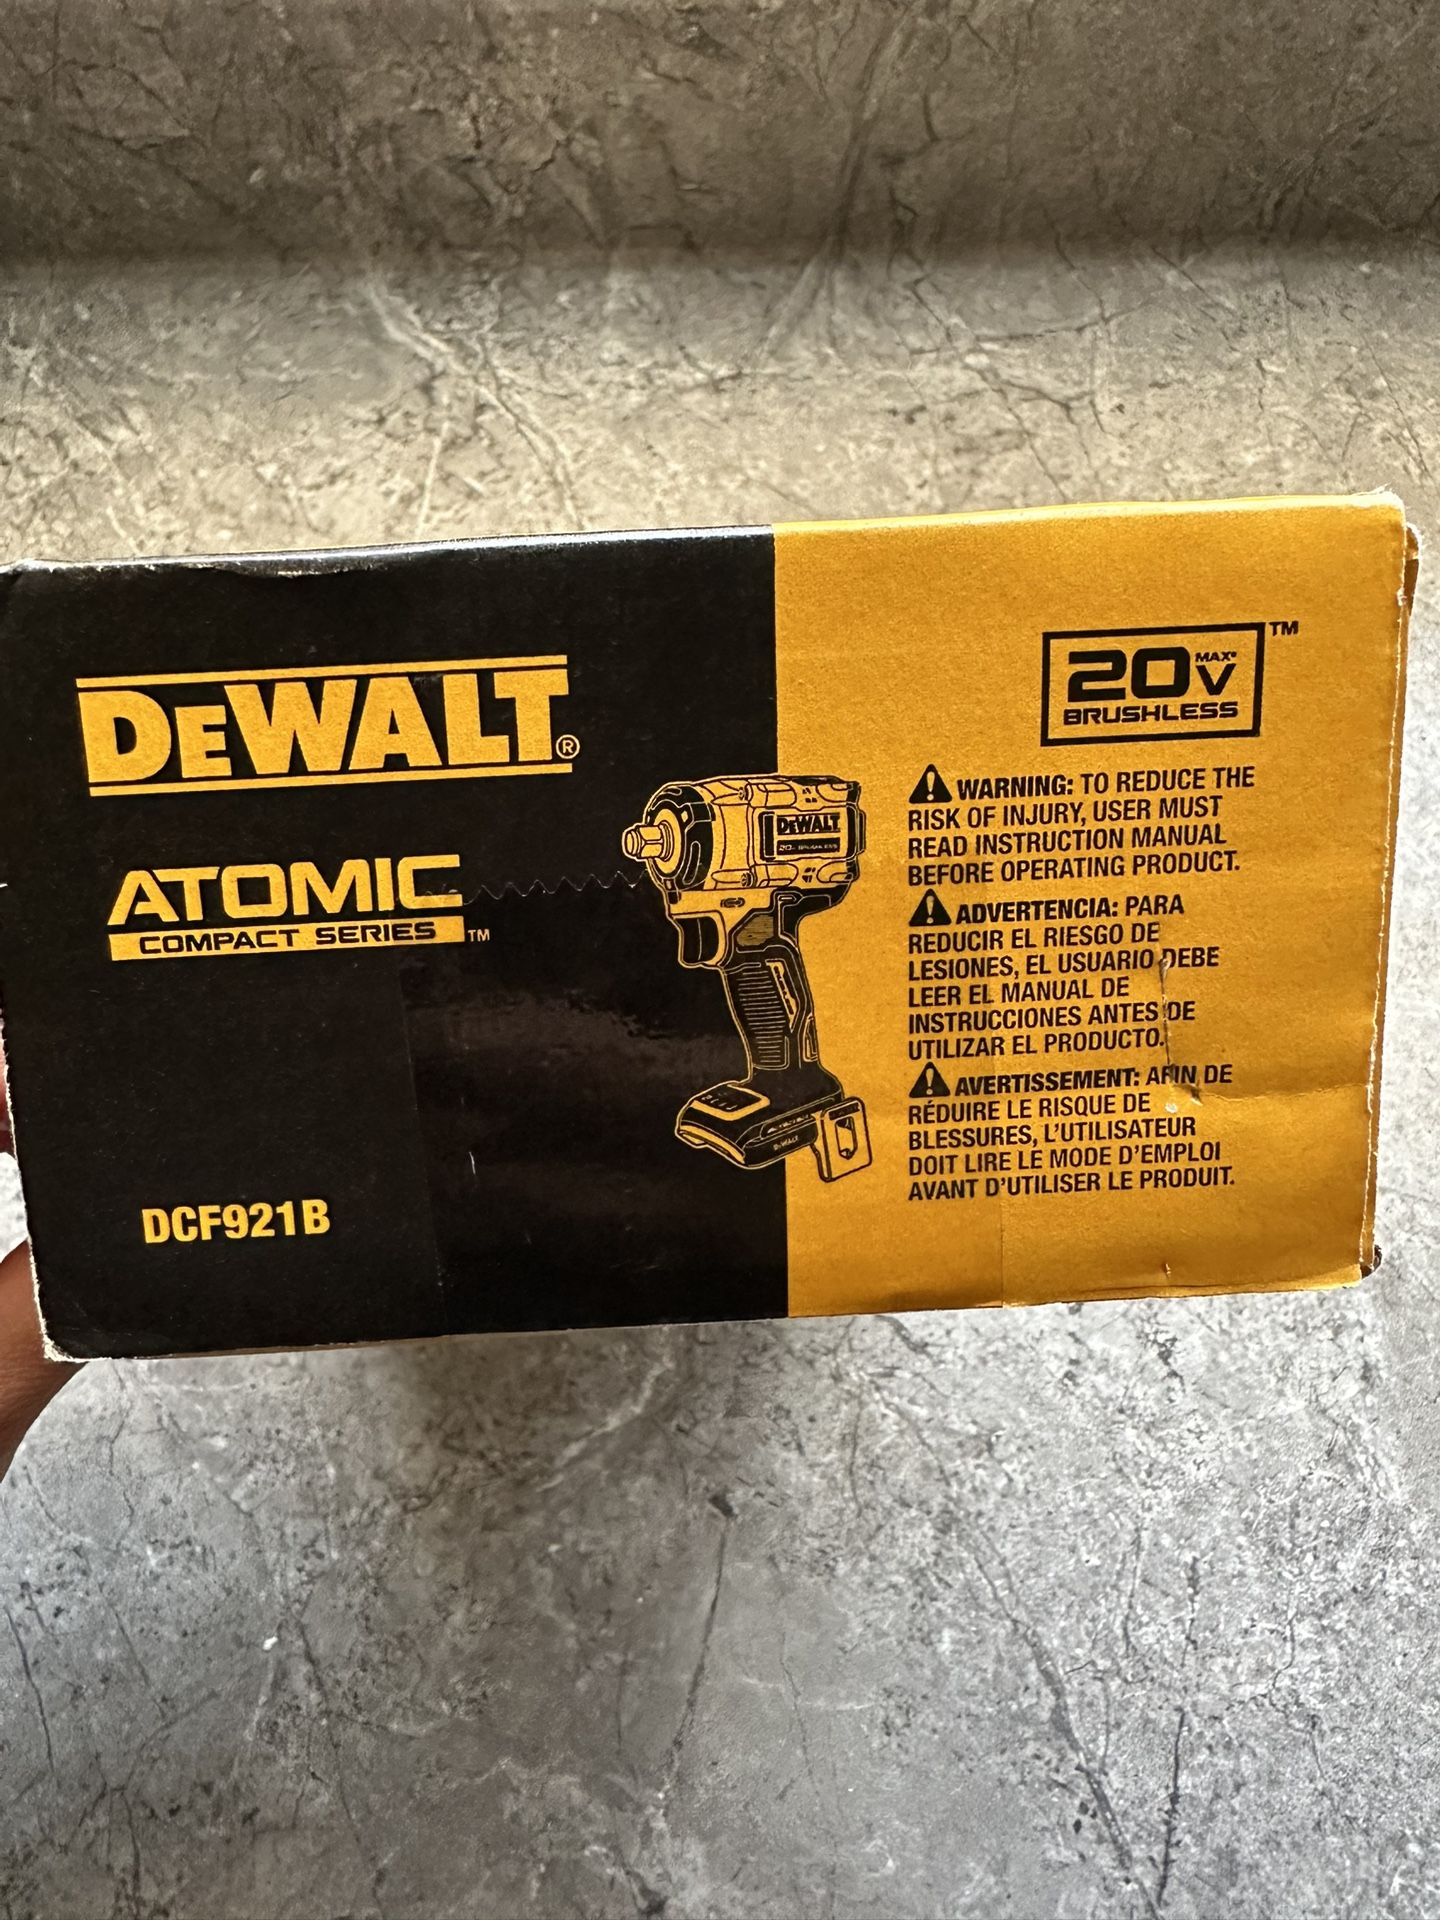 DEWALT®
ATOMIC
COMPACT SERIES™
DCF921B
DEWALT
20V MAX* ™
BRUSHLESS
⚠ WARNING: TO REDUCE THE
RISK OF INJURY, USER MUST
READ INSTRUCTION MANUAL
BEFORE OPERATING PRODUCT.
⚠ ADVERTENCIA: PARA
REDUCIR EL RIESGO DE
LESIONES, EL USUARIO DEBE
LEER EL MANUAL DE
INSTRUCCIONES ANTES DE
UTILIZAR EL PRODUCTO.
⚠ AVERTISSEMENT: AFIN DE
RÉDUIRE LE RISQUE DE
BLESSURES, L'UTILISATEUR
DOIT LIRE LE MODE D'EMPLOI
AVANT D'UTILISER LE PRODUIT.